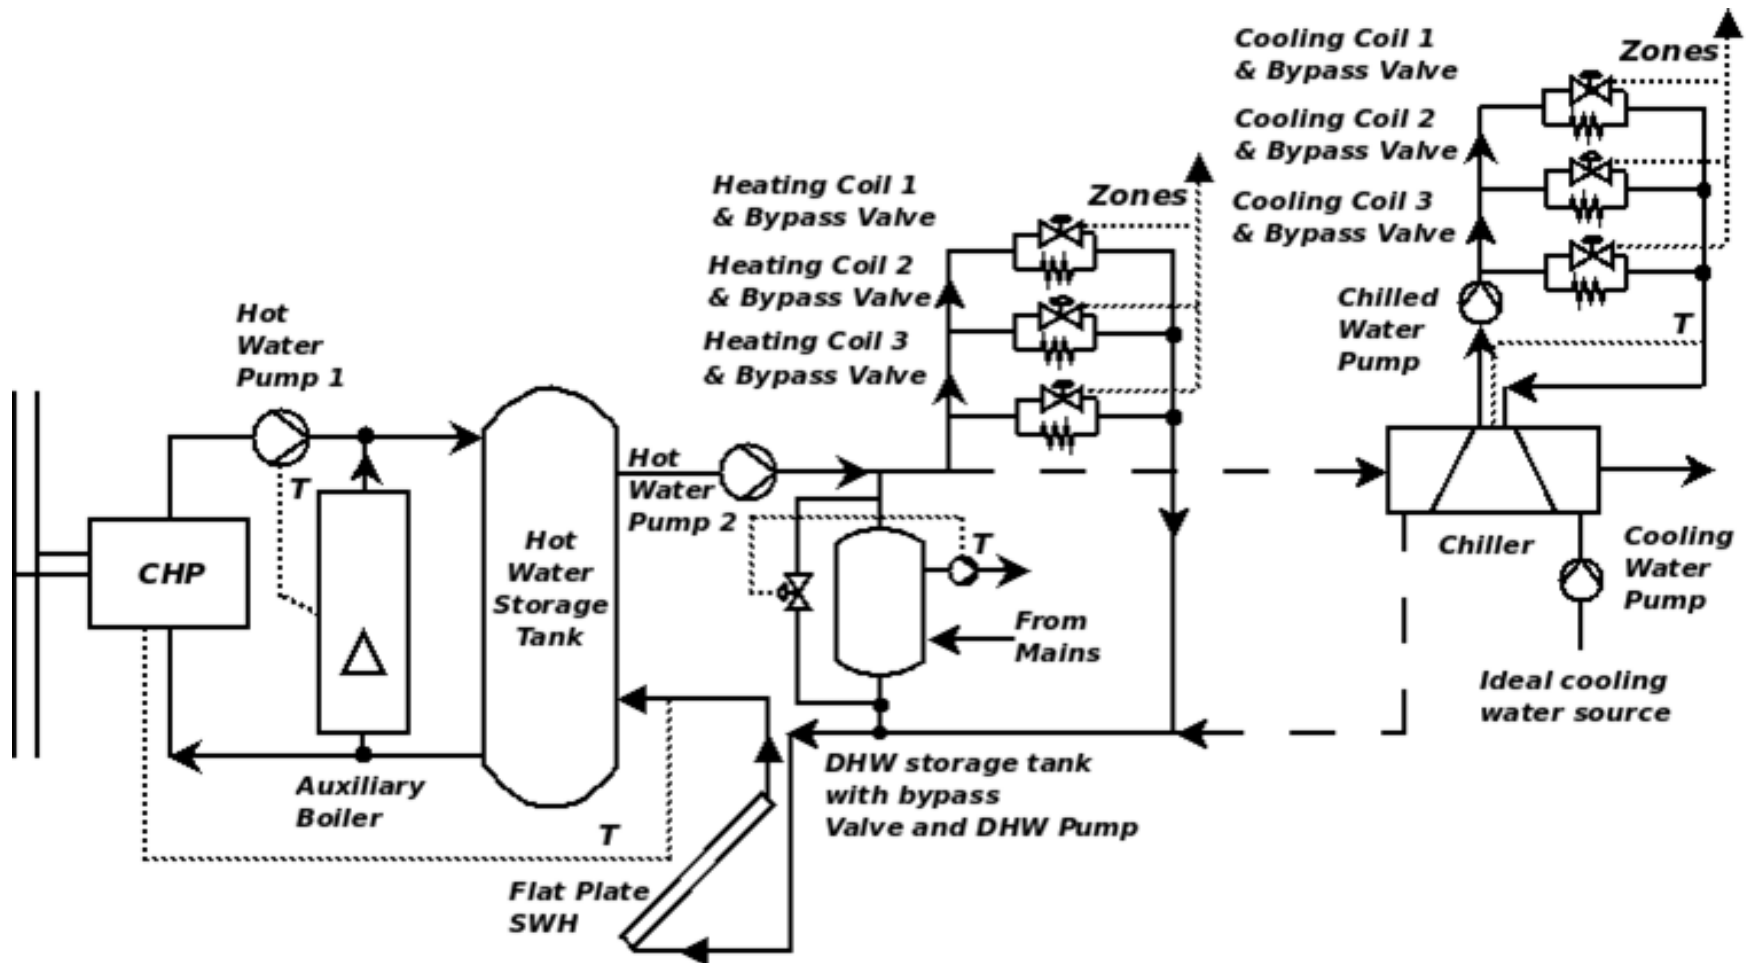 Cooling Coil 1
& Bypass Valve
Zones
Cooling Coil 2
& Bypass Valve
Cooling Coil 3
& Bypass Valve
Heating Coil 1
& Bypass Valve
Zones
Heating Coil 2
& Bypass Valve
Heating Coil 3
& Bypass Valve
Chilled
Water
Pump
T
Hot
Water
Pump 1
T
CHP
Hot
Water
Storage
Tank
Hot
Water
Pump 2
T
From
Mains
Chiller
Cooling
Water
Pump
Ideal cooling
water source
Auxiliary
Boiler
T
DHW storage tank
with bypass
Valve and DHW Pump
Flat Plate
SWH